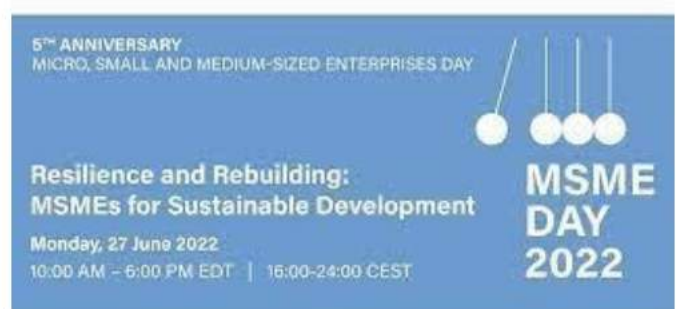 5TH ANNIVERSARY
MICRO, SMALL AND MEDIUM-SIZED ENTERPRISES DAY
Resilience and Rebuilding:
MSMEs for Sustainable Development
Monday, 27 June 2022
10:00 AM – 6:00 PM EDT | 16:00-24:00 CEST
MSME
DAY
2022